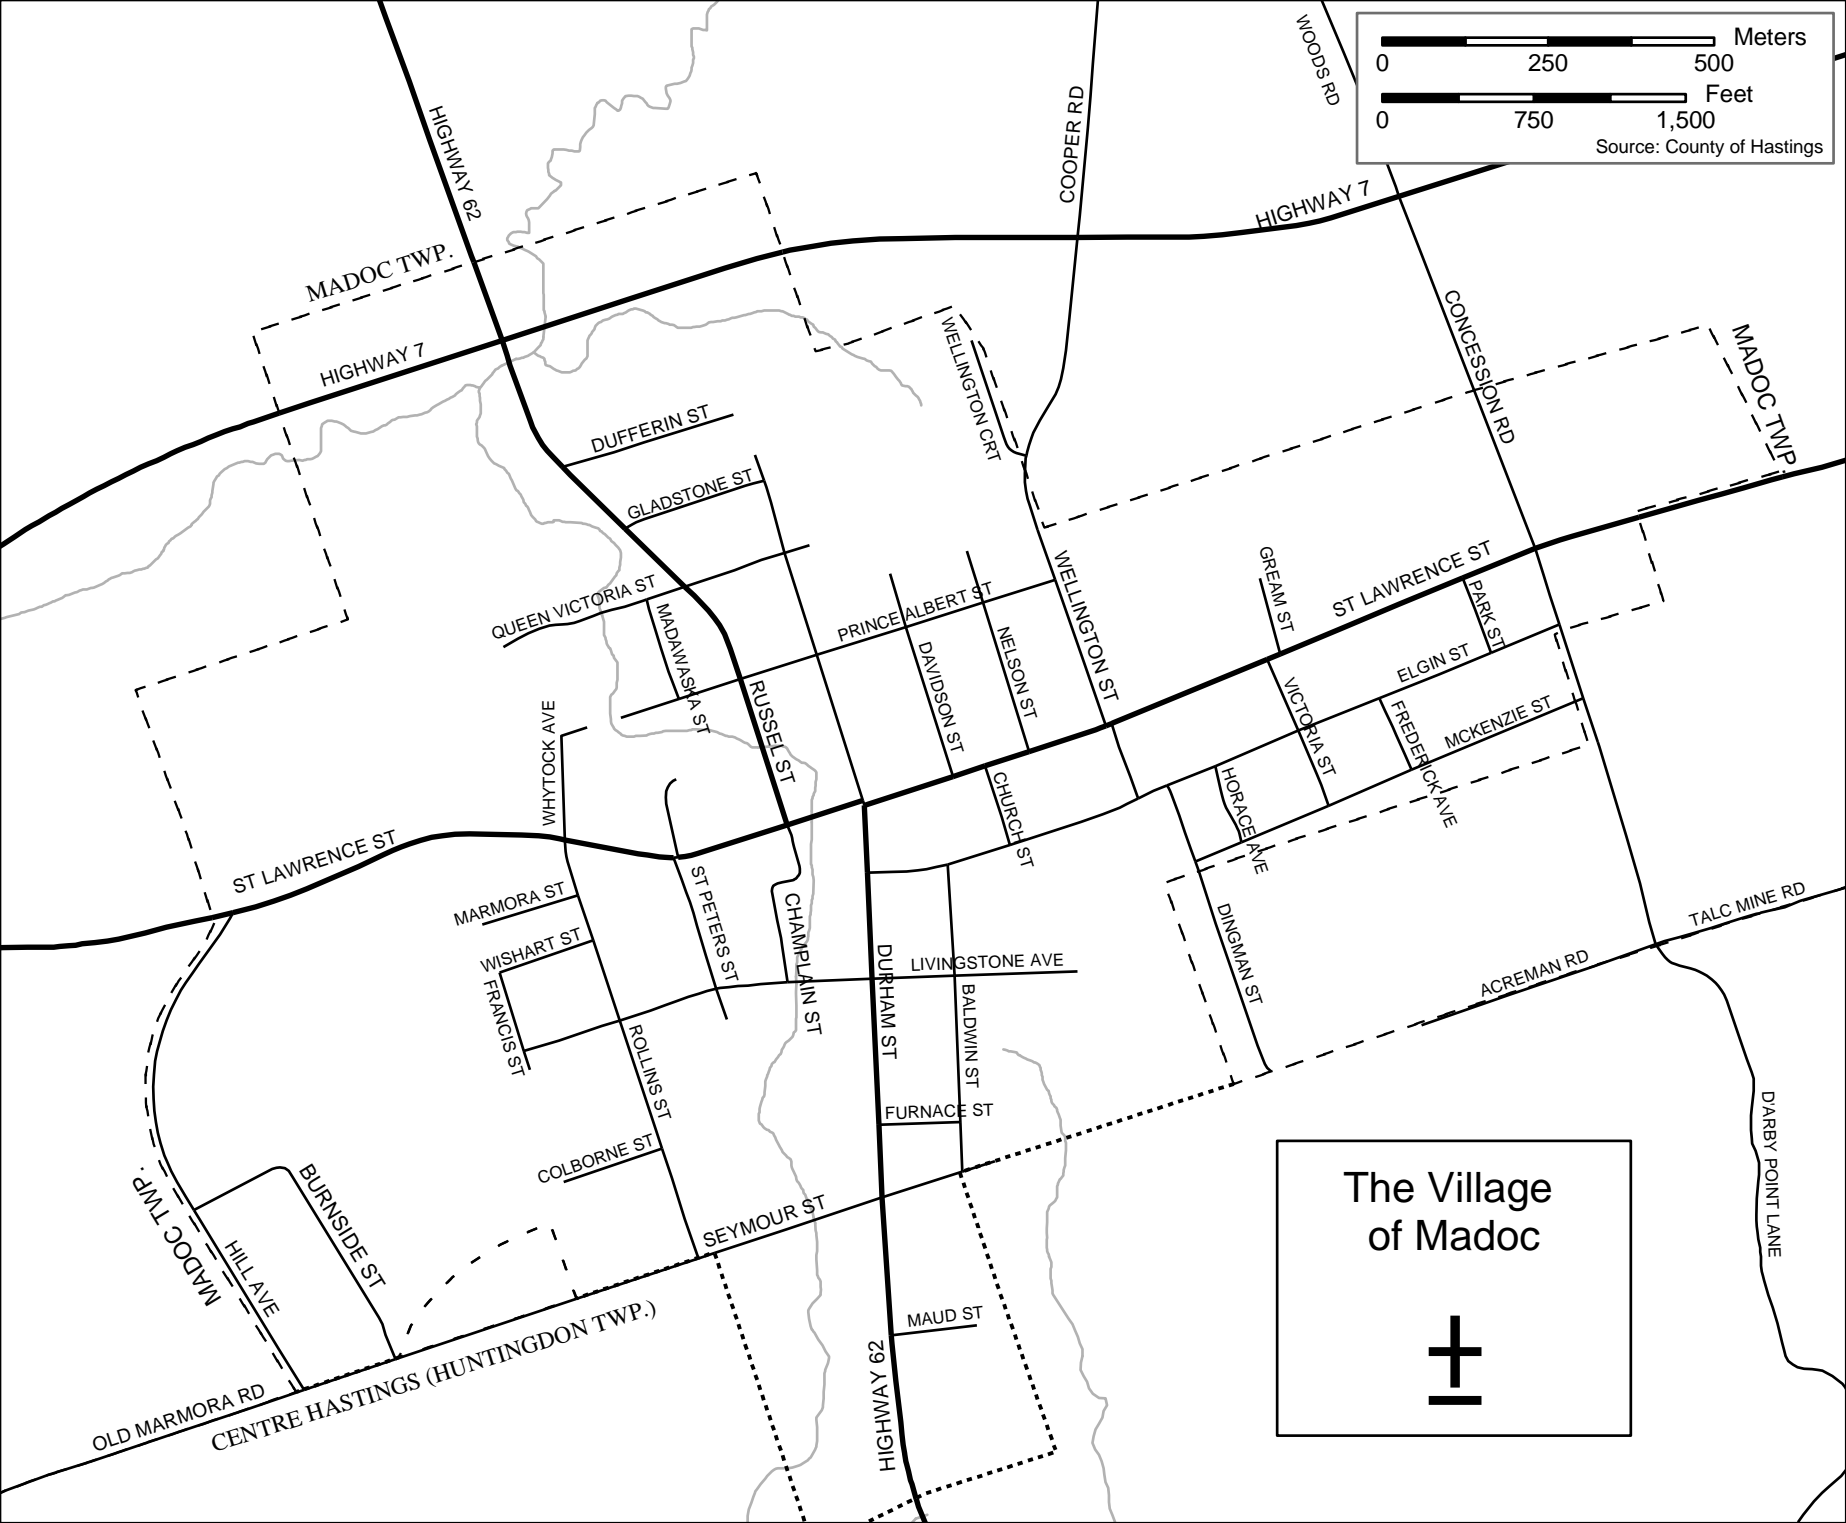 WOODS RD
Meters
0 250 500
Feet
0 750 1,500
Source: County of Hastings
HIGHWAY 62
COOPER RD
HIGHWAY 7
MADOC TWP.
HIGHWAY 7
WELLINGTON CRT
CONCESSION RD
MADOC TWP
DUFFERIN ST
GLADSTONE ST
QUEEN VICTORIA ST
MADAWASKA ST
PRINCE ALBERT ST
WELLINGTON ST
GREAM ST
ST LAWRENCE ST
PARK ST
NELSON ST
DAVIDSON ST
RUSSEL ST
ELGIN ST
VICTORIA ST
FREDERICK AVE
MCKENZIE ST
WHYTOCK AVE
HORACE AVE
CHURCH ST
ST LAWRENCE ST
MARMORA ST
ST PETERS ST
CHAMPLAIN ST
WISHART ST
FRANCIS ST
DURHAM ST
LIVINGSTONE AVE
BALDWIN ST
DINGMAN ST
TALC MINE RD
ACREMAN RD
ROLLINS ST
FURNACE ST
D'ARBY POINT LANE
COLBORNE ST
MADOC TWP.
BURNSIDE ST
HILL AVE
SEYMOUR ST
The Village
of Madoc
±
MAUD ST
HIGHWAY 62
OLD MARMORA RD
CENTRE HASTINGS (HUNTINGDON TWP.)